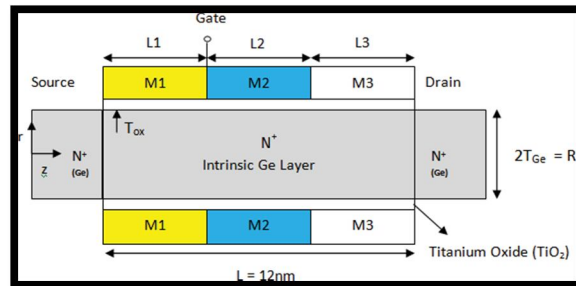 Gate
L1 L2 L3
Source M1 M2 M3 Drain
r
T_ox
N⁺
N⁺ Intrinsic Ge Layer N⁺ 2T_Ge = R
(Ge) (Ge)
z
M1 M2 M3
Titanium Oxide (TiO₂)
L = 12nm